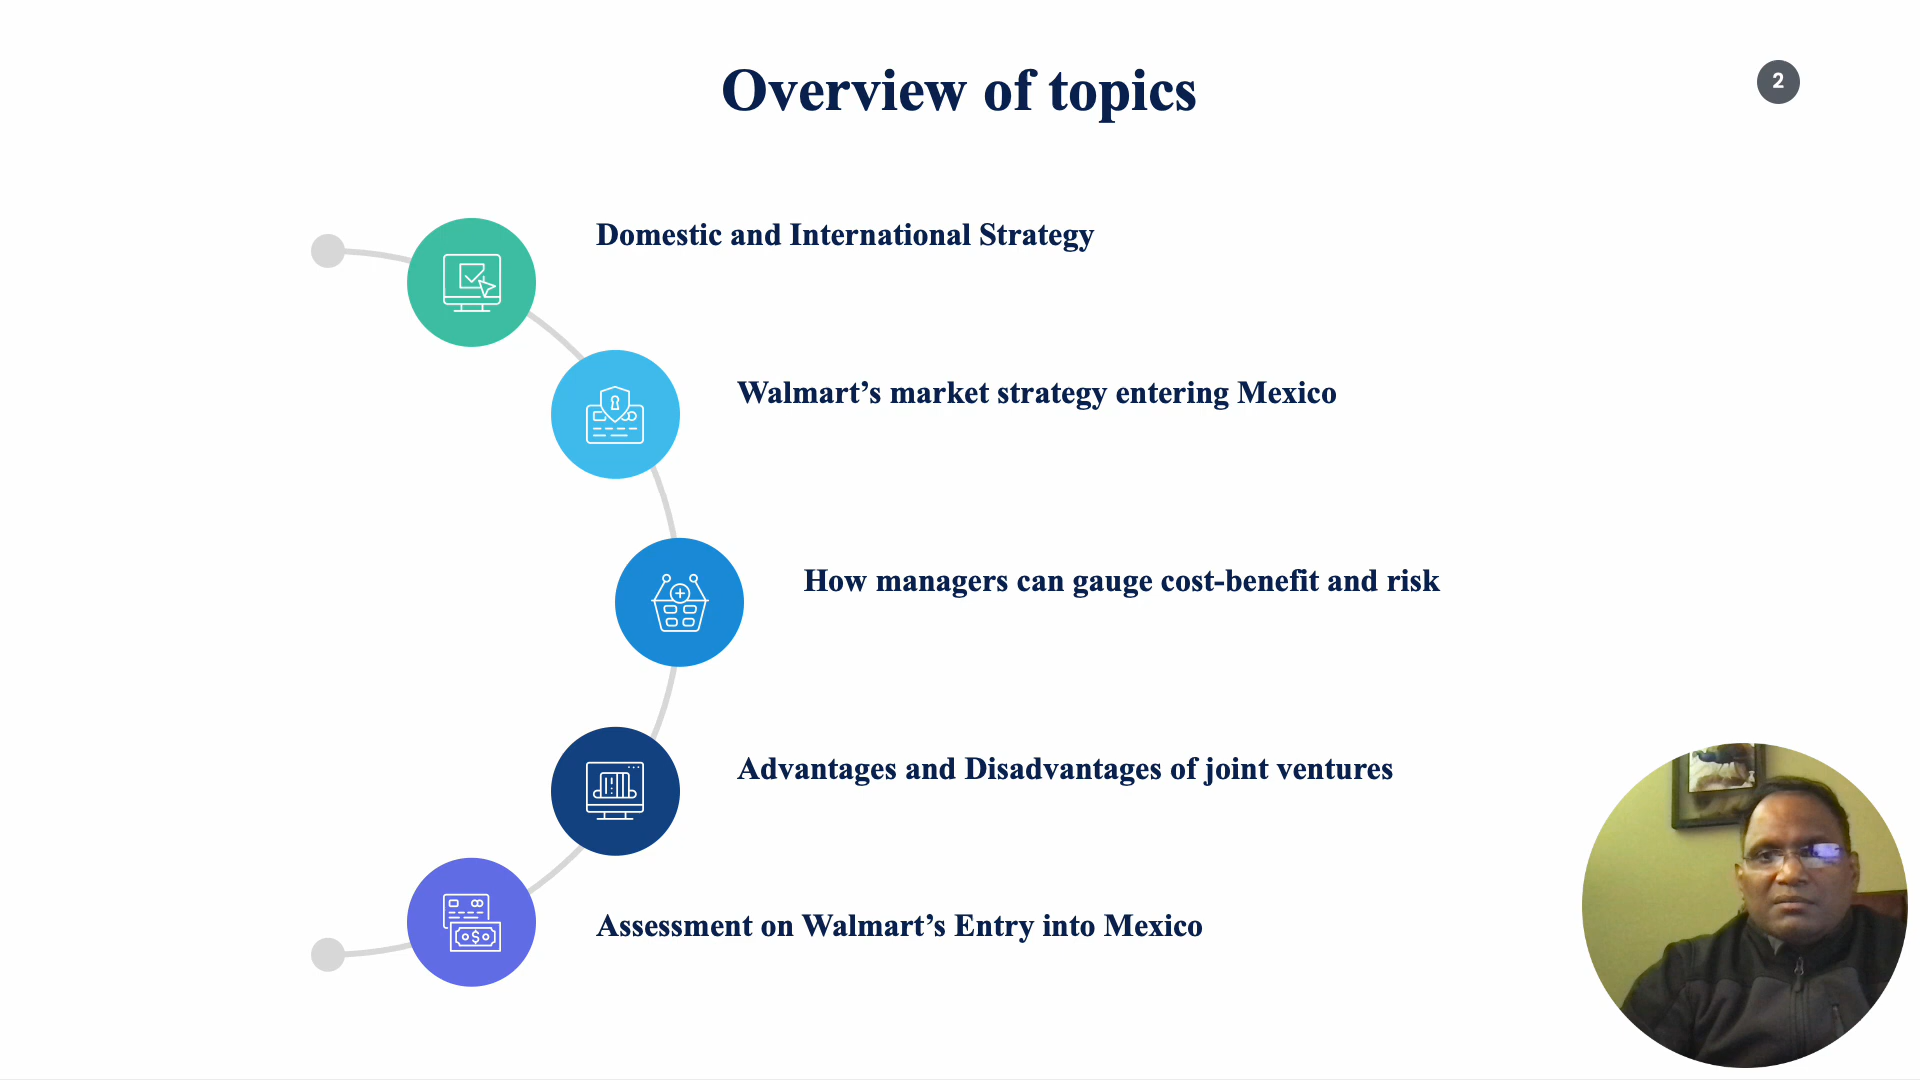 Overview of topics
2
Domestic and International Strategy
Walmart’s market strategy entering Mexico
How managers can gauge cost-benefit and risk
Advantages and Disadvantages of joint ventures
Assessment on Walmart’s Entry into Mexico